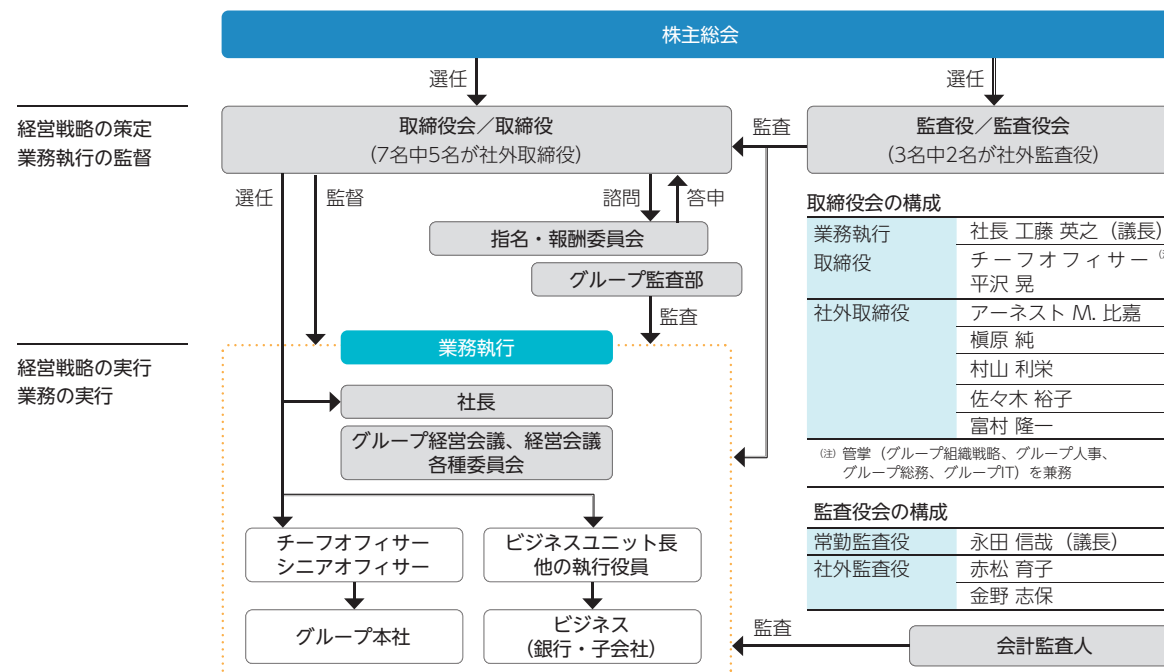 株主総会
選任
選任
経営戦略の策定
業務執行の監督
取締役会／取締役
(7名中5名が社外取締役)
監査
監査役／監査役会
(3名中2名が社外監査役)
選任
監督
諮問
答申
指名・報酬委員会
グループ監査部
監査
取締役会の構成
業務執行
取締役
社長 工藤 英之（議長）
チーフオフィサー
平沢 晃
社外取締役
アーネスト M. 比嘉
槇原 純
村山 利栄
佐々木 裕子
富村 隆一
(注) 管掌（グループ組織戦略、グループ人事、
グループ総務、グループIT）を兼務
経営戦略の実行
業務の実行
業務執行
社長
グループ経営会議、経営会議
各種委員会
チーフオフィサー
シニアオフィサー
ビジネスユニット長
他の執行役員
グループ本社
ビジネス
(銀行・子会社)
監査役会の構成
常勤監査役
永田 信哉（議長）
社外監査役
赤松 育子
金野 志保
監査
会計監査人